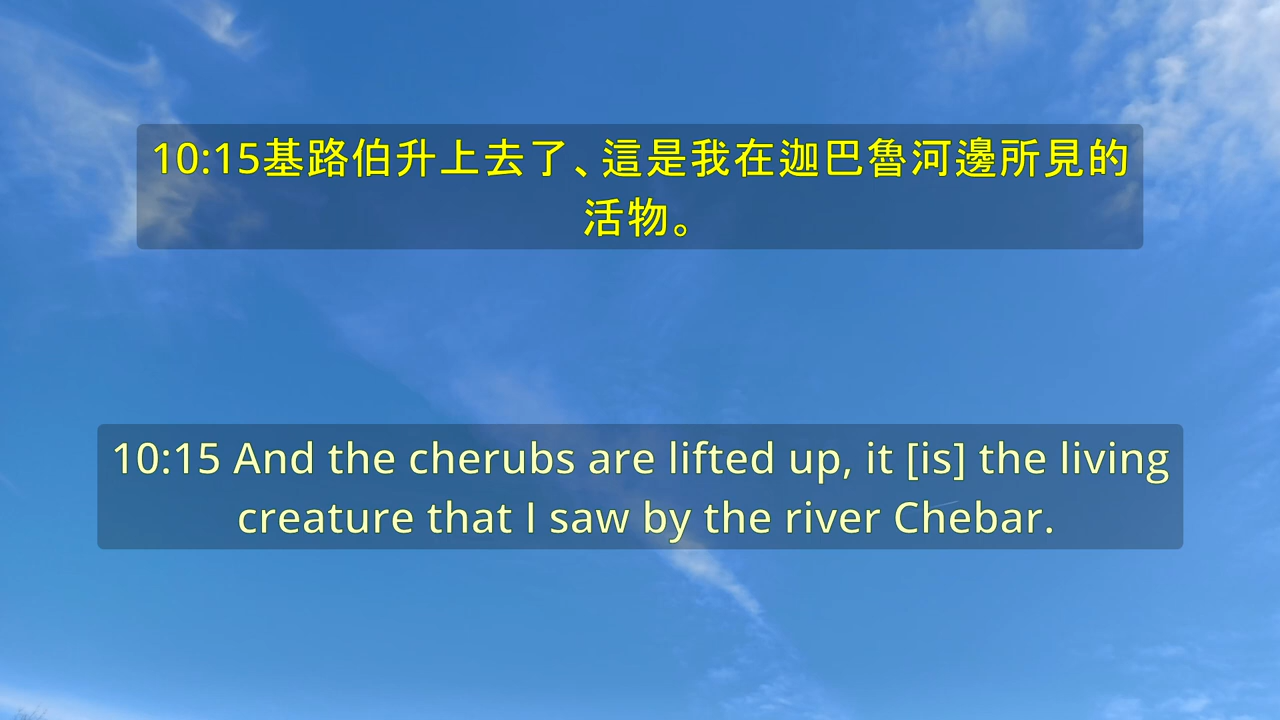 10:15基路伯升上去了、這是我在迦巴魯河邊所見的
活物。
10:15 And the cherubs are lifted up, it [is] the living
creature that I saw by the river Chebar.